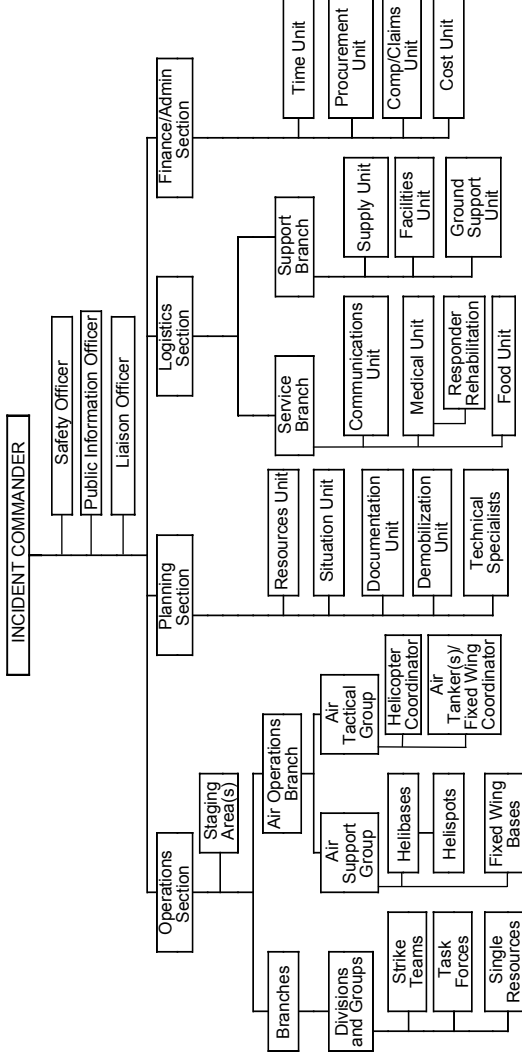 INCIDENT COMMANDER
Safety Officer
Public Information Officer
Liaison Officer
Operations
Section
Staging
Area(s)
Branches
Divisions
and Groups
Strike
Teams
Task
Forces
Single
Resources
Air Operations
Branch
Air
Support
Group
Helibases
Helispots
Fixed Wing
Bases
Air
Tactical
Group
Helicopter
Coordinator
Air
Tanker(s)/
Fixed Wing
Coordinator
Planning
Section
Resources Unit
Situation Unit
Documentation
Unit
Demobilization
Unit
Technical
Specialists
Logistics
Section
Service
Branch
Communications
Unit
Medical Unit
Responder
Rehabilitation
Food Unit
Support
Branch
Supply Unit
Facilities
Unit
Ground Support
Unit
Finance/Admin
Section
Time Unit
Procurement
Unit
Comp/Claims
Unit
Cost Unit